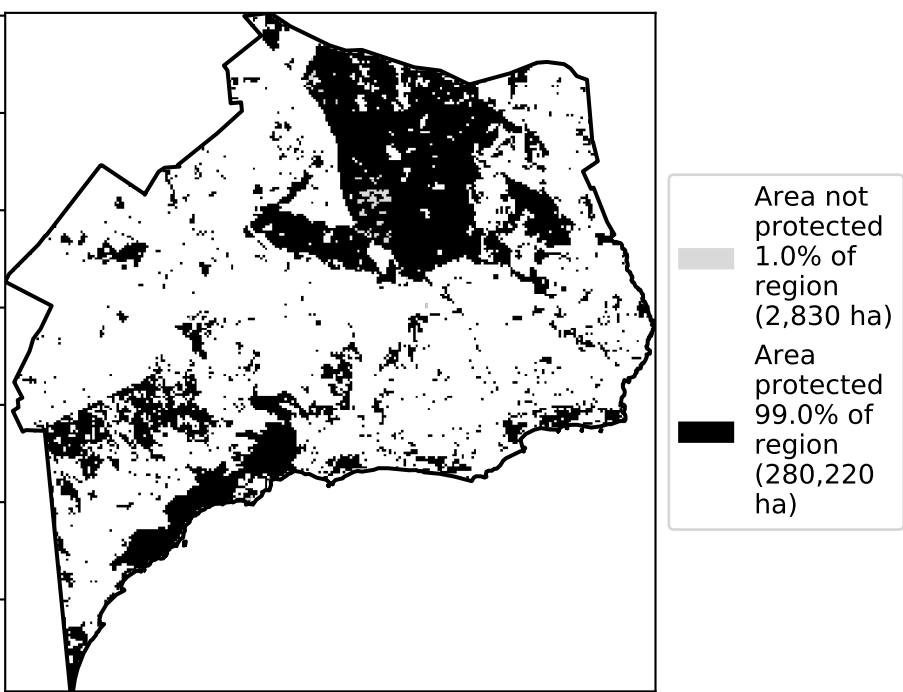 Area not
protected
1.0% of
region
(2,830 ha)
Area
protected
99.0% of
region
(280,220
ha)